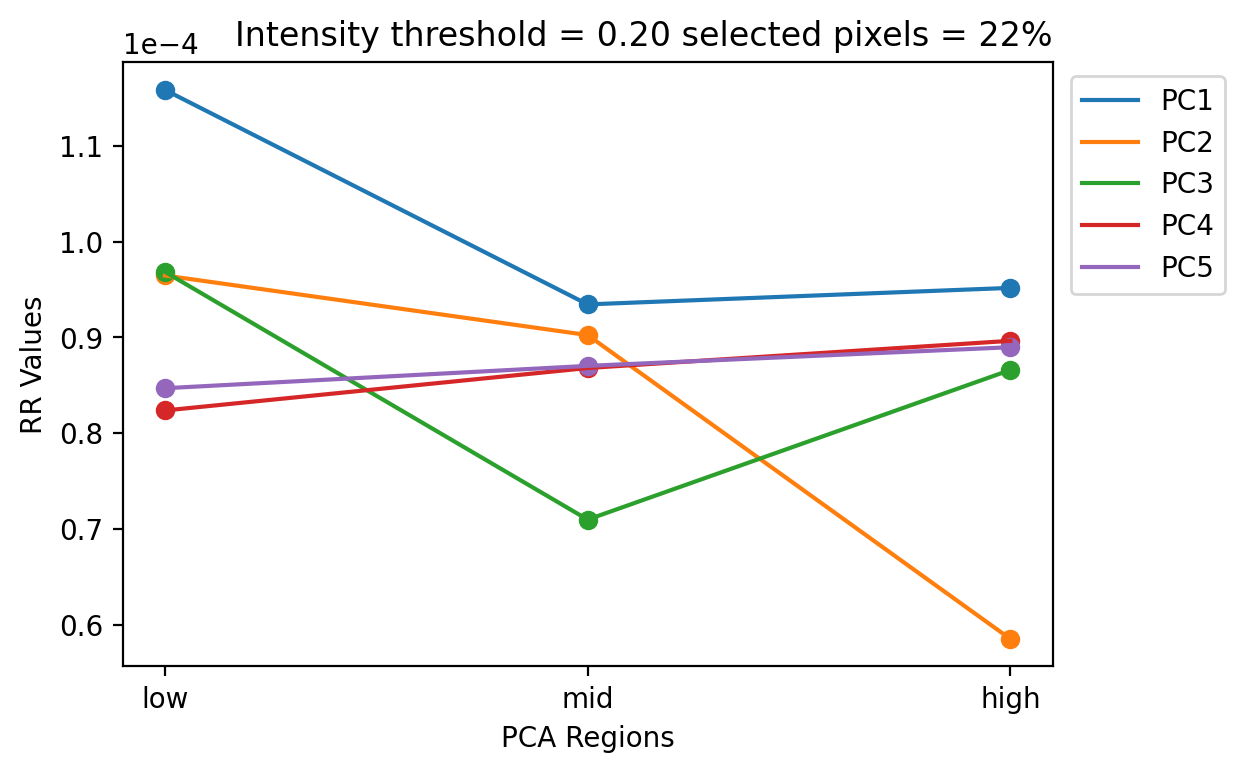 Intensity threshold = 0.20 selected pixels = 22%
1e−4
1.1
1.0
0.9
0.8
0.7
0.6
RR Values
low
mid
high
PCA Regions
PC1
PC2
PC3
PC4
PC5